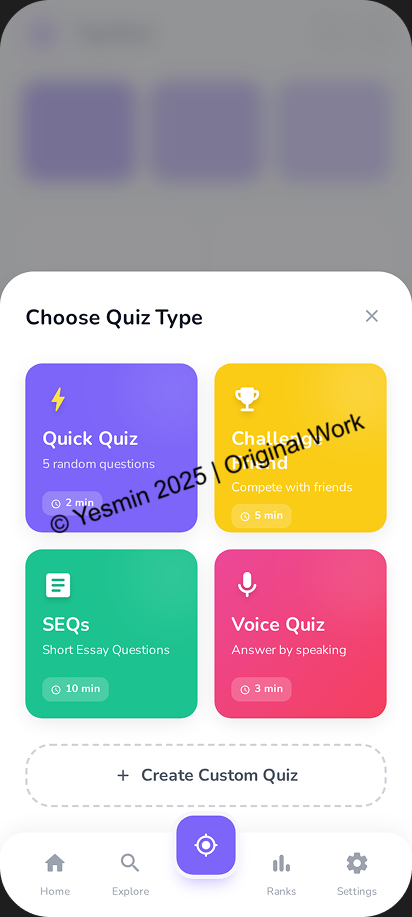 Choose Quiz Type
Quick Quiz
5 random questions
2 min
Challenge
Friend
Compete with friends
5 min
© Yesmin 2025 | Original Work
SEQs
Short Essay Questions
10 min
Voice Quiz
Answer by speaking
3 min
+ Create Custom Quiz
Home
Explore
Ranks
Settings